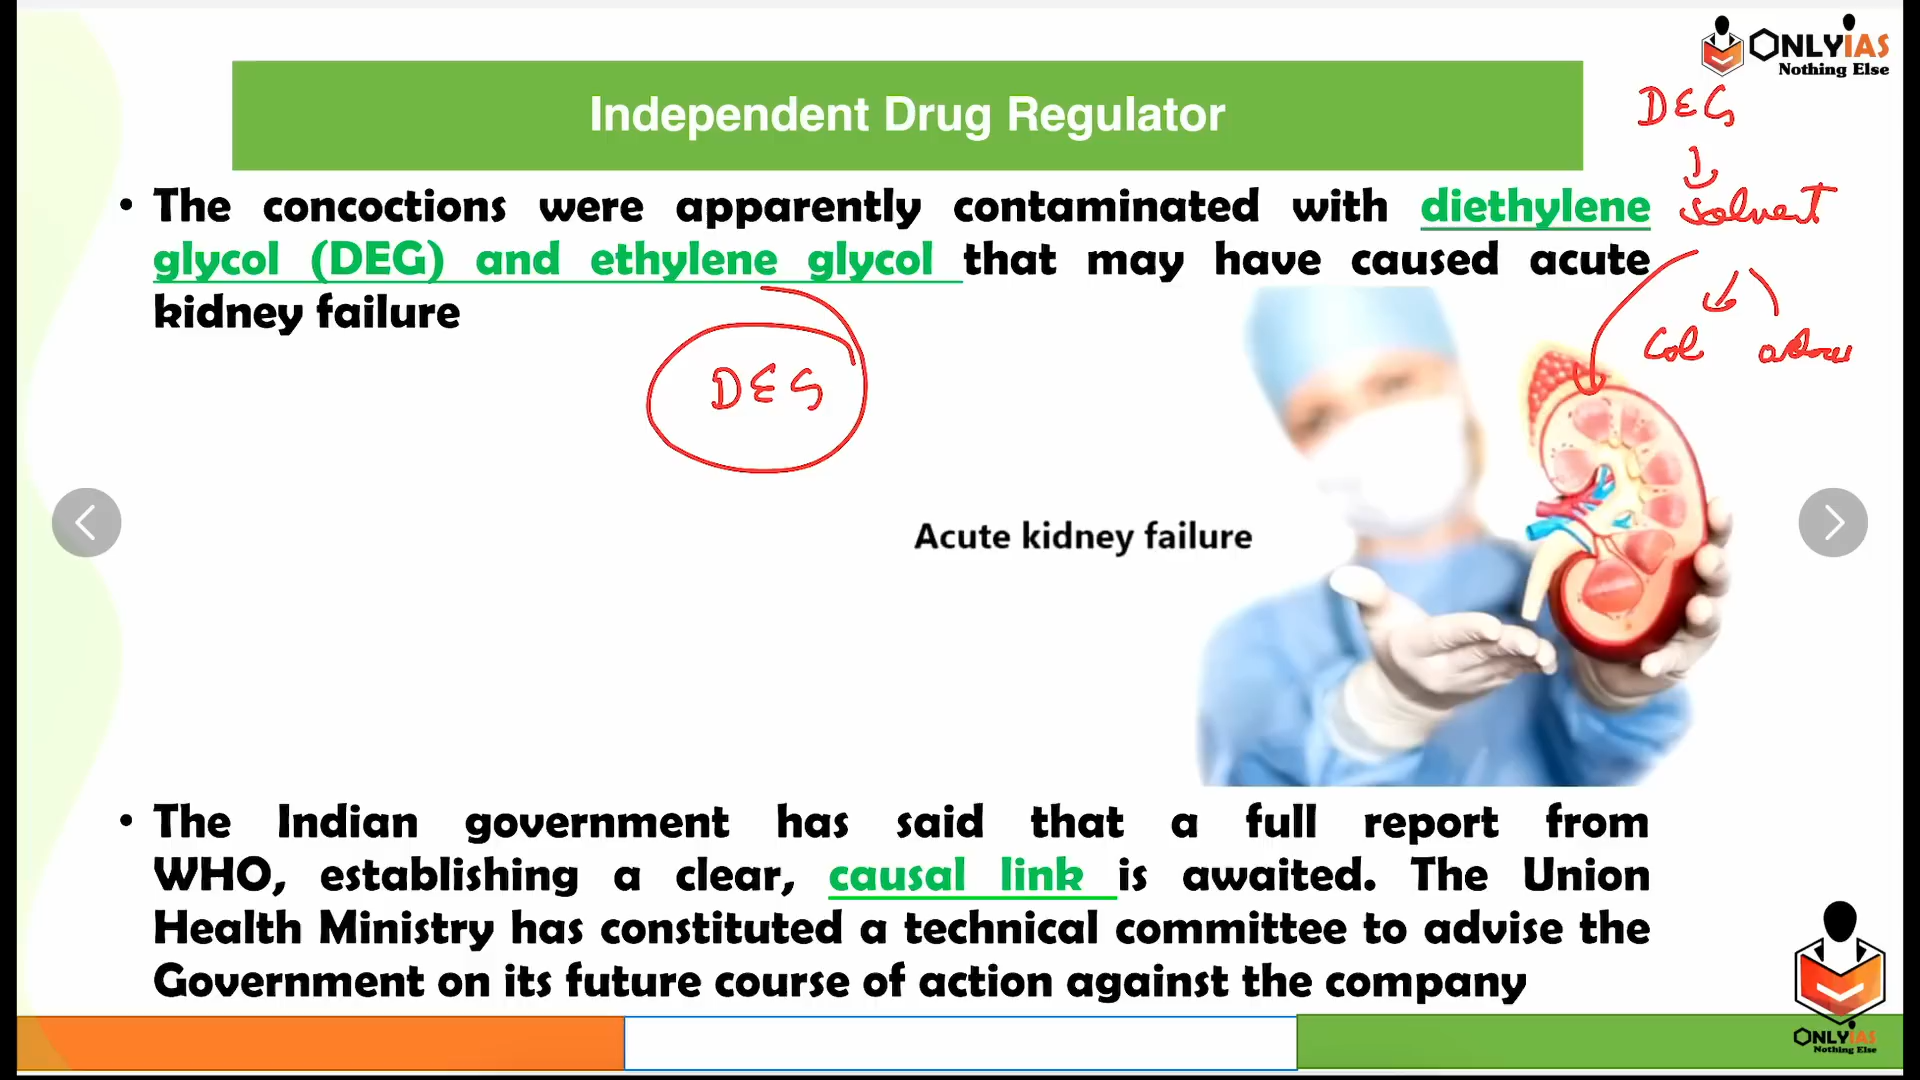 ONLYIAS
Nothing Else
Independent Drug Regulator
DEG
solvent
• The concoctions were apparently contaminated with diethylene
glycol (DEG) and ethylene glycol that may have caused acute
kidney failure
DEG
Acute kidney failure
• The Indian government has said that a full report from
WHO, establishing a clear, causal link is awaited. The Union
Health Ministry has constituted a technical committee to advise the
Government on its future course of action against the company
ONLYIAS
Nothing Else